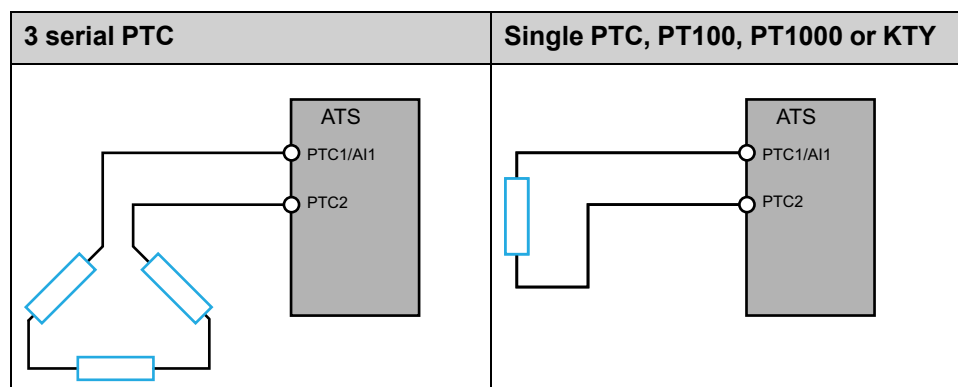 3 serial PTC
Single PTC, PT100, PT1000 or KTY
ATS
PTC1/AI1
PTC2
ATS
PTC1/AI1
PTC2